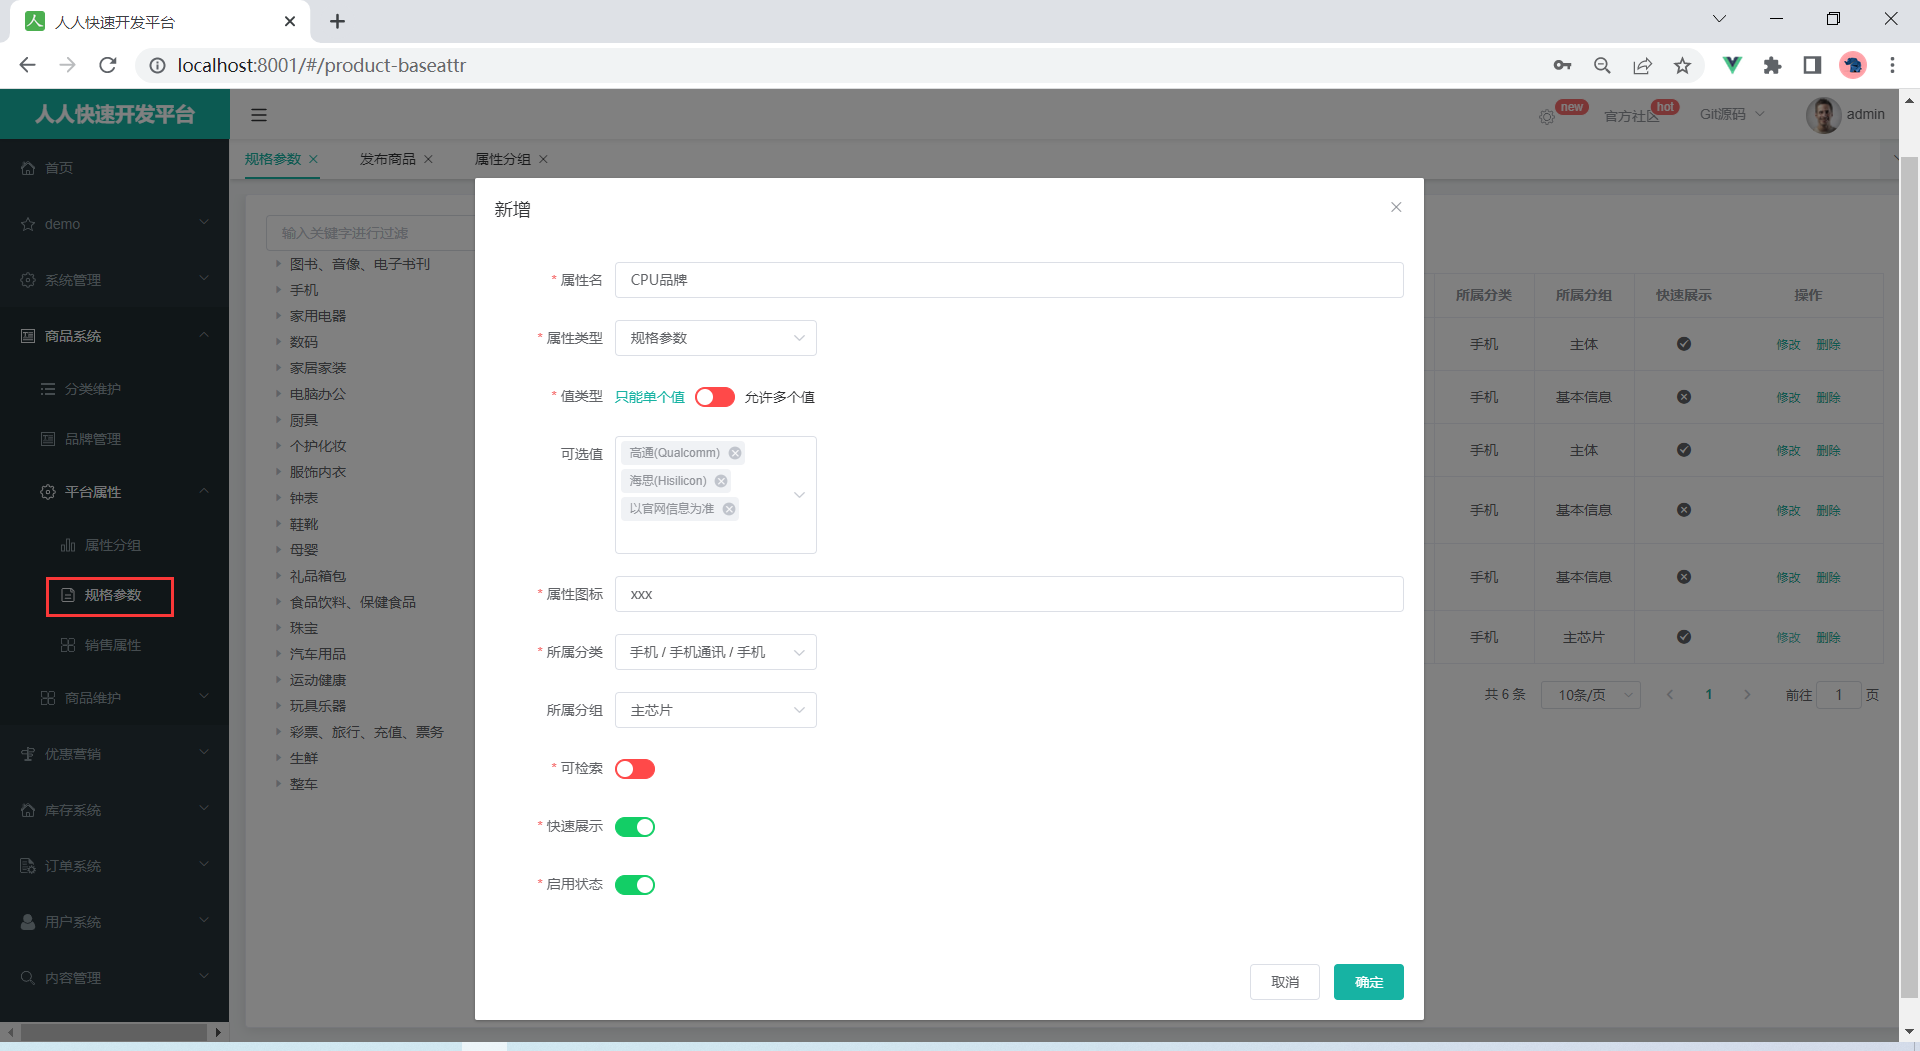 人人快速开发平台
localhost:8001/#/product-baseattr
人人快速开发平台
new
官方社区
hot
Git源码
admin
首页
demo
系统管理
商品系统
分类维护
品牌管理
平台属性
属性分组
规格参数
销售属性
商品维护
优惠营销
库存系统
订单系统
用户系统
内容管理
规格参数
发布商品
属性分组
输入关键字进行过滤
图书、音像、电子书刊
手机
家用电器
数码
家居家装
电脑办公
厨具
个护化妆
服饰内衣
钟表
鞋靴
母婴
礼品箱包
食品饮料、保健食品
珠宝
汽车用品
运动健康
玩具乐器
彩票、旅行、充值、票务
生鲜
整车
新增
* 属性名 CPU品牌
* 属性类型 规格参数
* 值类型 只能单个值 允许多个值
可选值 高通(Qualcomm)
海思(Hisilicon)
以官网信息为准
* 属性图标 xxx
* 所属分类 手机 / 手机通讯 / 手机
所属分组 主芯片
* 可检索
* 快速展示
* 启用状态
取消 确定
所属分类 所属分组 快速展示 操作
手机 主体 修改 删除
手机 基本信息 修改 删除
手机 主体 修改 删除
手机 基本信息 修改 删除
手机 基本信息 修改 删除
手机 主芯片 修改 删除
共 6 条 10条/页 1 前往 1 页